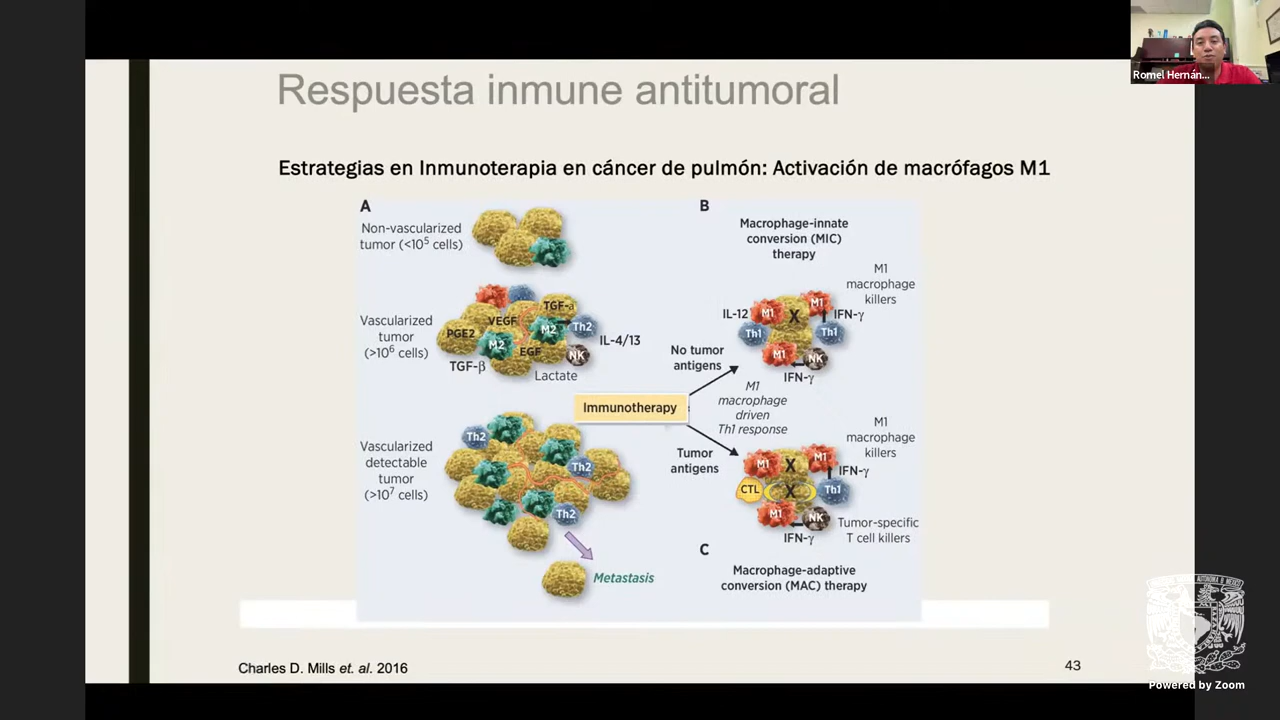 Romel Hernán...
Respuesta inmune antitumoral
Estrategias en Inmunoterapia en cáncer de pulmón: Activación de macrófagos M1
A
Non-vascularized
tumor (<10⁵ cells)
Vascularized
tumor
(>10⁶ cells)
PGE2
VEGF
TGF-a
M2
Th2
IL-4/13
M2
EGF
NK
TGF-β
Lactate
Immunotherapy
Vascularized
detectable
tumor
(>10⁷ cells)
Th2
Th2
Th2
Metastasis
B
Macrophage-innate
conversion (MIC)
therapy
M1
macrophage
killers
IL-12
M1
X
M1
IFN-γ
Th1
Th1
M1
NK
IFN-γ
No tumor
antigens
M1
macrophage
driven
Th1 response
Tumor
antigens
M1
macrophage
killers
M1
X
M1
IFN-γ
CTL
X
Th1
M1
NK
IFN-γ
Tumor-specific
T cell killers
C
Macrophage-adaptive
conversion (MAC) therapy
Charles D. Mills et. al. 2016
43
Powered by Zoom